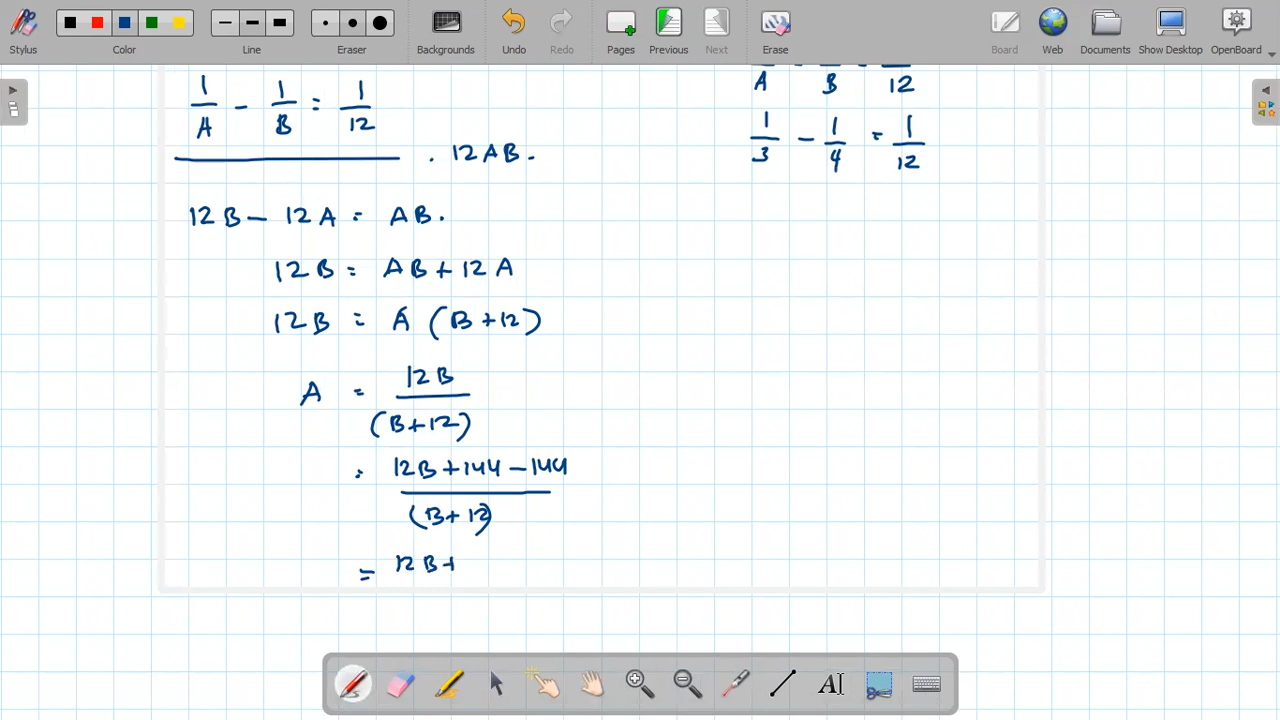 Stylus
Color
Line
Eraser
Backgrounds
Undo
Redo
Pages
Previous
Next
Erase
Board
Web
Documents
Show Desktop
OpenBoard
1/A - 1/B = 1/12
. 12AB.
12B - 12A = AB.
12B = AB + 12A
12B = A (B + 12)
A = 12B/(B+12)
= 12B + 144 - 144/(B + 12)
= 12B +
A B 12
1/3 - 1/4 = 1/12